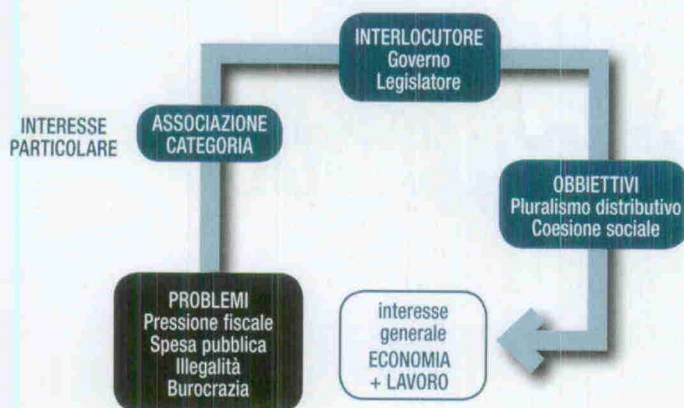 INTERLOCUTORE
Governo
Legislatore
INTERESSE
PARTICOLARE
ASSOCIAZIONE
CATEGORIA
OBBIETTIVI
Pluralismo distributivo
Coesione sociale
PROBLEMI
Pressione fiscale
Spesa pubblica
Illegalità
Burocrazia
interesse
generale
ECONOMIA
+ LAVORO